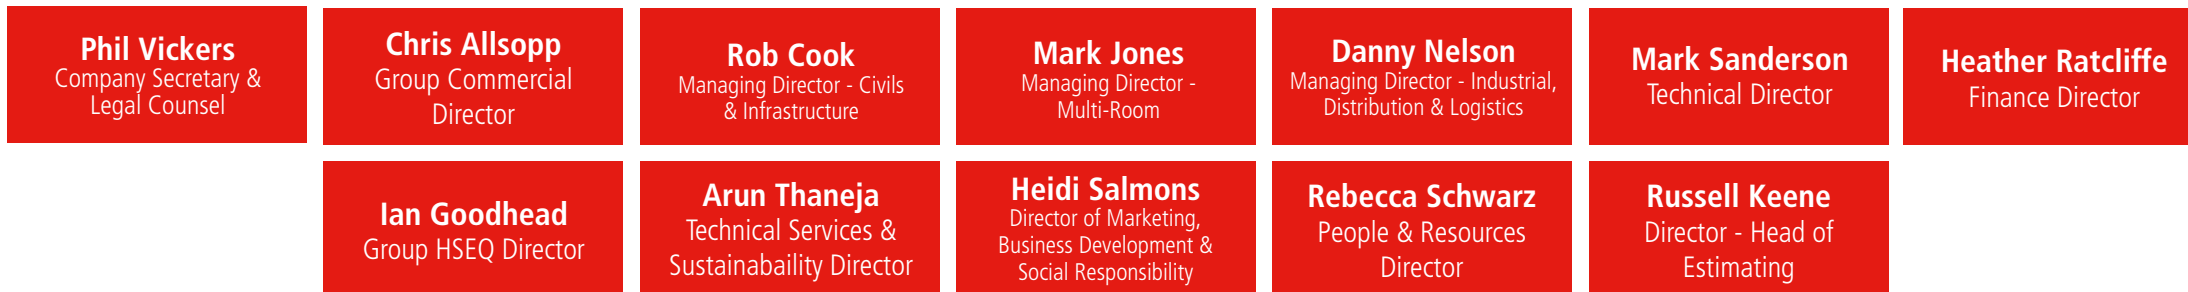 Phil Vickers
Company Secretary &
Legal Counsel
Chris Allsopp
Group Commercial
Director
Rob Cook
Managing Director - Civils
& Infrastructure
Mark Jones
Managing Director -
Multi-Room
Danny Nelson
Managing Director - Industrial,
Distribution & Logistics
Mark Sanderson
Technical Director
Heather Ratcliffe
Finance Director
Ian Goodhead
Group HSEQ Director
Arun Thaneja
Technical Services &
Sustainabaility Director
Heidi Salmons
Director of Marketing,
Business Development &
Social Responsibility
Rebecca Schwarz
People & Resources
Director
Russell Keene
Director - Head of
Estimating